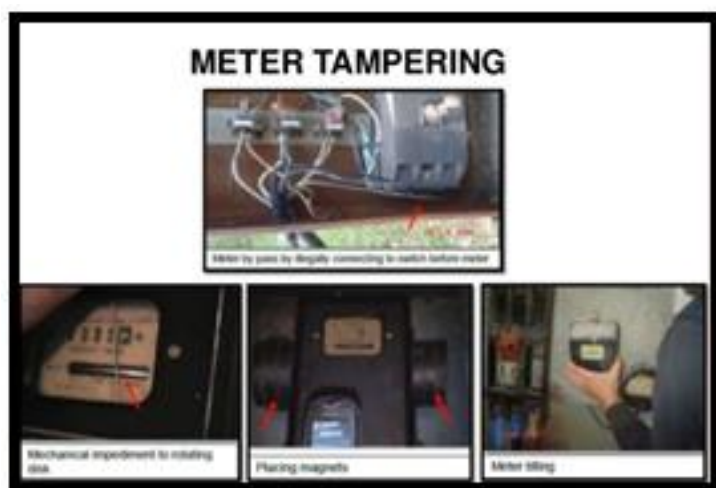 METER TAMPERING
Meter by pass by illegally connecting to switch before meter
Mechanical impediment to rotating
disk
Placing magnets
Meter tilting